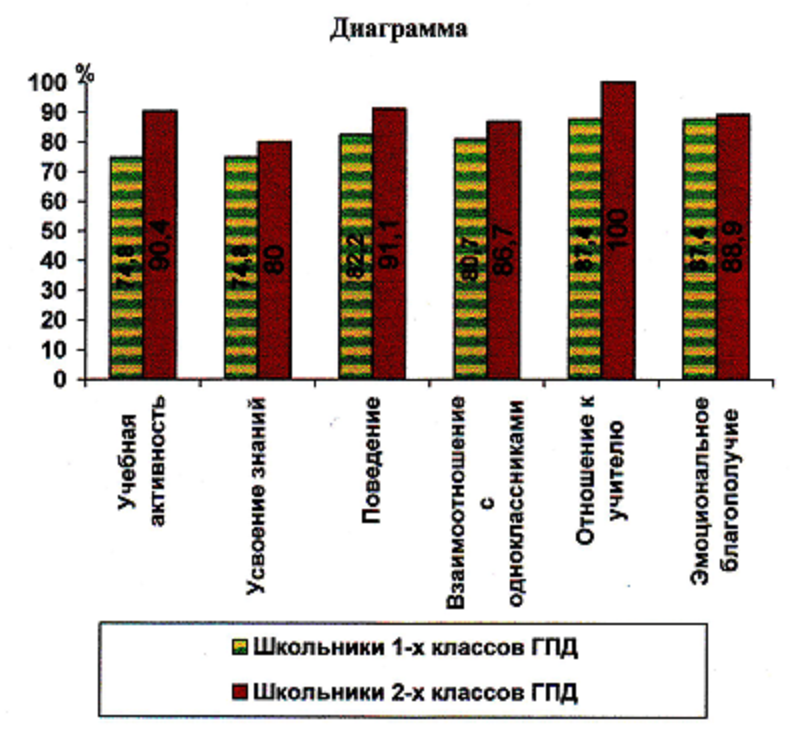 Диаграмма
%
100
90
80
70
60
50
40
30
20
10
0
74,8
90,4
74,8
80
82,2
91,1
80,7
86,7
87,4
100
87,4
88,9
Учебная
активность
Усвоение знаний
Поведение
Взаимоотношение
с
одноклассниками
Отношение к
учителю
Эмоциональное
благополучие
Школьники 1-х классов ГПД
Школьники 2-х классов ГПД